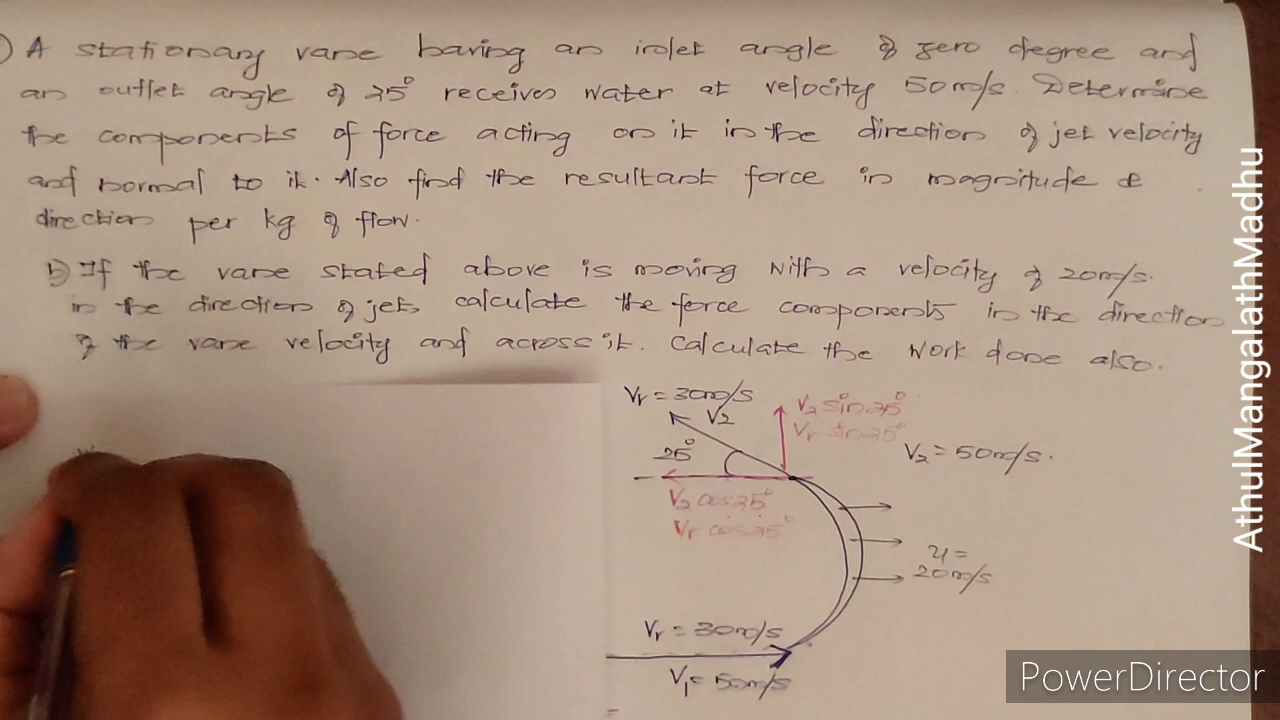 ) A stationary vane having an inlet angle of zero degree and
an outlet angle of 25° receives water at velocity 50m/s. Determine
the components of force acting on it in the direction of jet velocity
and normal to it. Also find the resultant force in magnitude &
direction per kg of flow.
b) If the vane stated above is moving with a velocity of 20m/s.
in the direction of jet, calculate the force components in the direction
of the vane velocity and across it. Calculate the work done also.
Vr = 30m/s
V2
25°
V2 sin25°
Vr sin25°
V2 = 50m/s.
V2 cos25°
Vr cos25°
u =
20m/s
Vr = 30m/s
V1 = 50m/s
AthulMangalathMadhu
PowerDirector